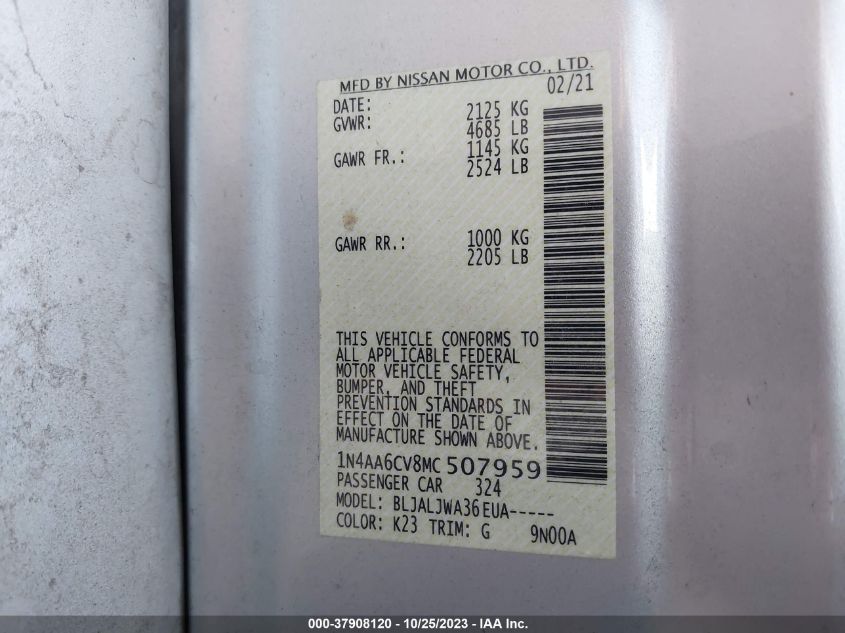 MFD BY NISSAN MOTOR CO., LTD.
DATE: 02/21
GVWR: 2125 KG
4685 LB
GAWR FR.: 1145 KG
2524 LB
GAWR RR.: 1000 KG
2205 LB
THIS VEHICLE CONFORMS TO
ALL APPLICABLE FEDERAL
MOTOR VEHICLE SAFETY,
BUMPER, AND THEFT
PREVENTION STANDARDS IN
EFFECT ON THE DATE OF
MANUFACTURE SHOWN ABOVE.
1N4AA6CV8MC507959
PASSENGER CAR 324
MODEL: BLJALJWA36EUA-----
COLOR: K23 TRIM: G 9N00A
000-37908120 - 10/25/2023 - IAA Inc.